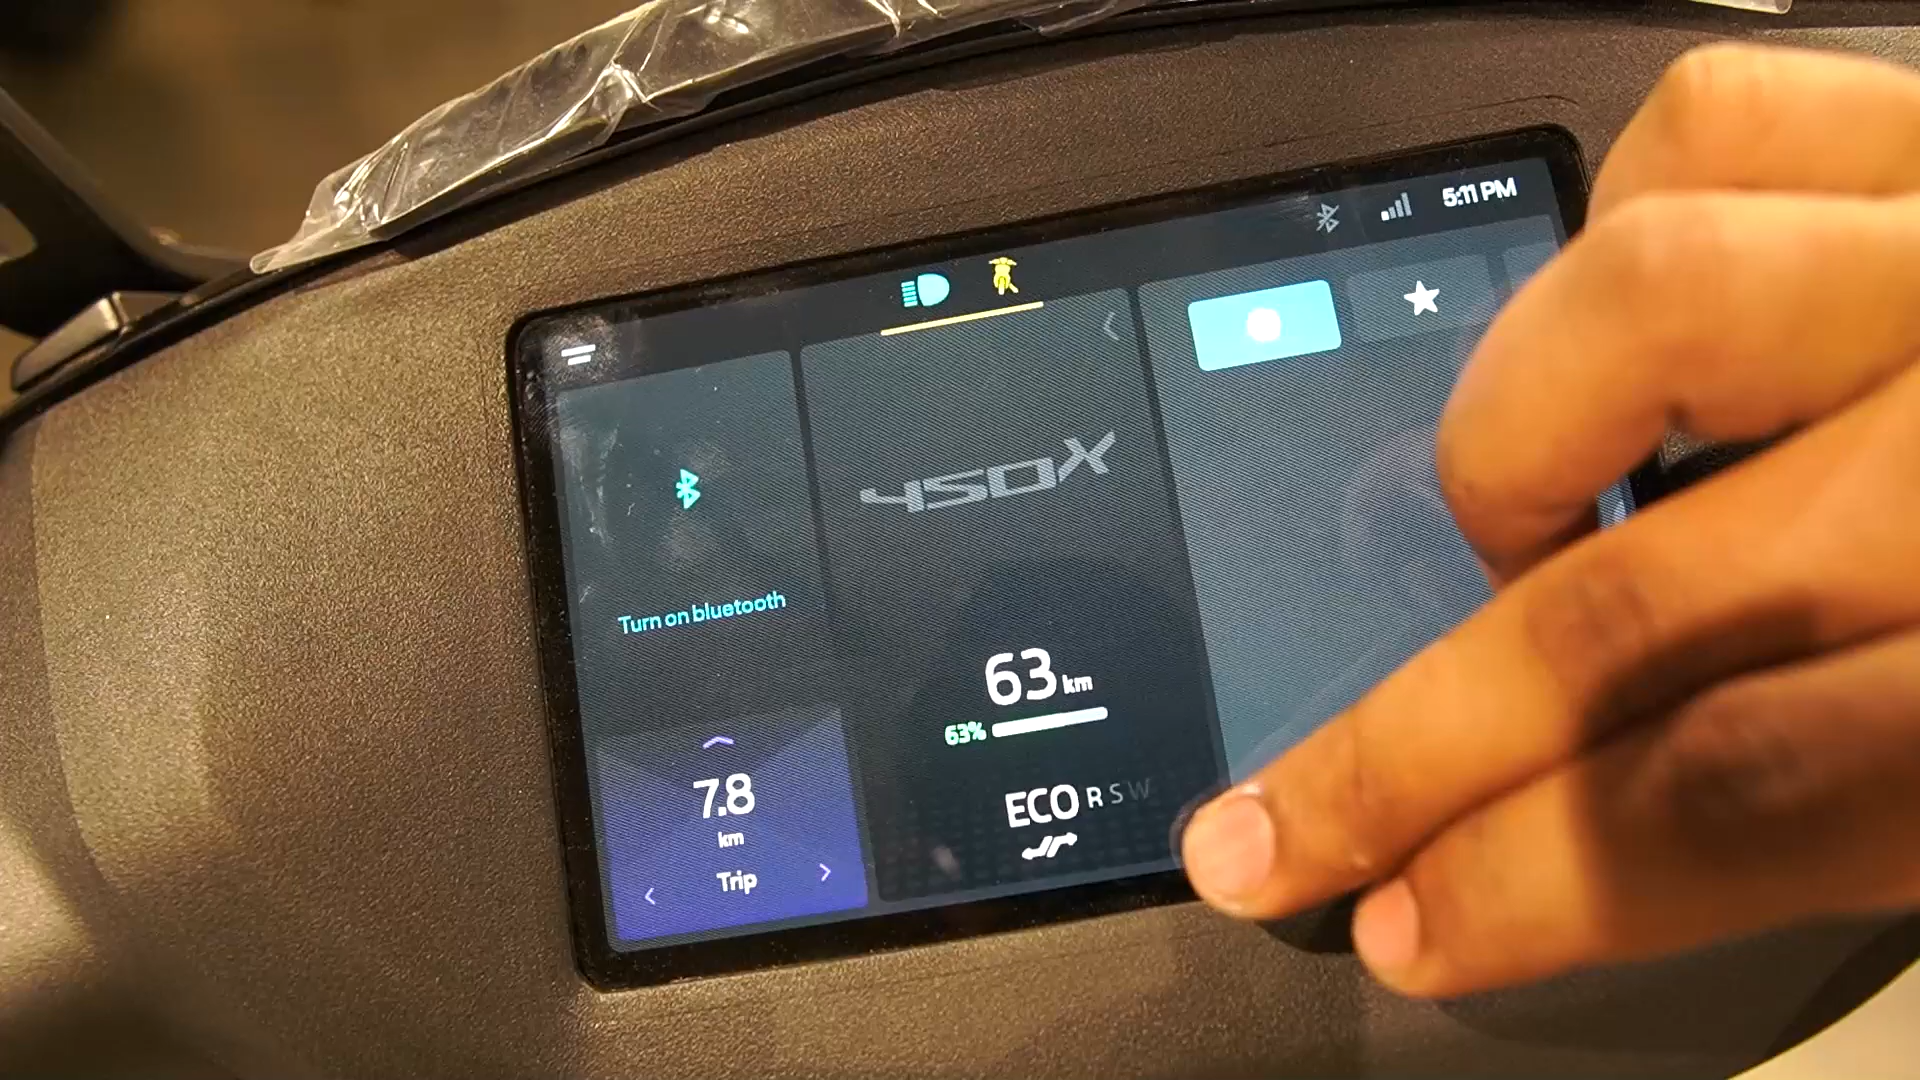 5:11 PM
450X
Turn on bluetooth
63 km
63%
7.8
km
Trip
ECO R S W